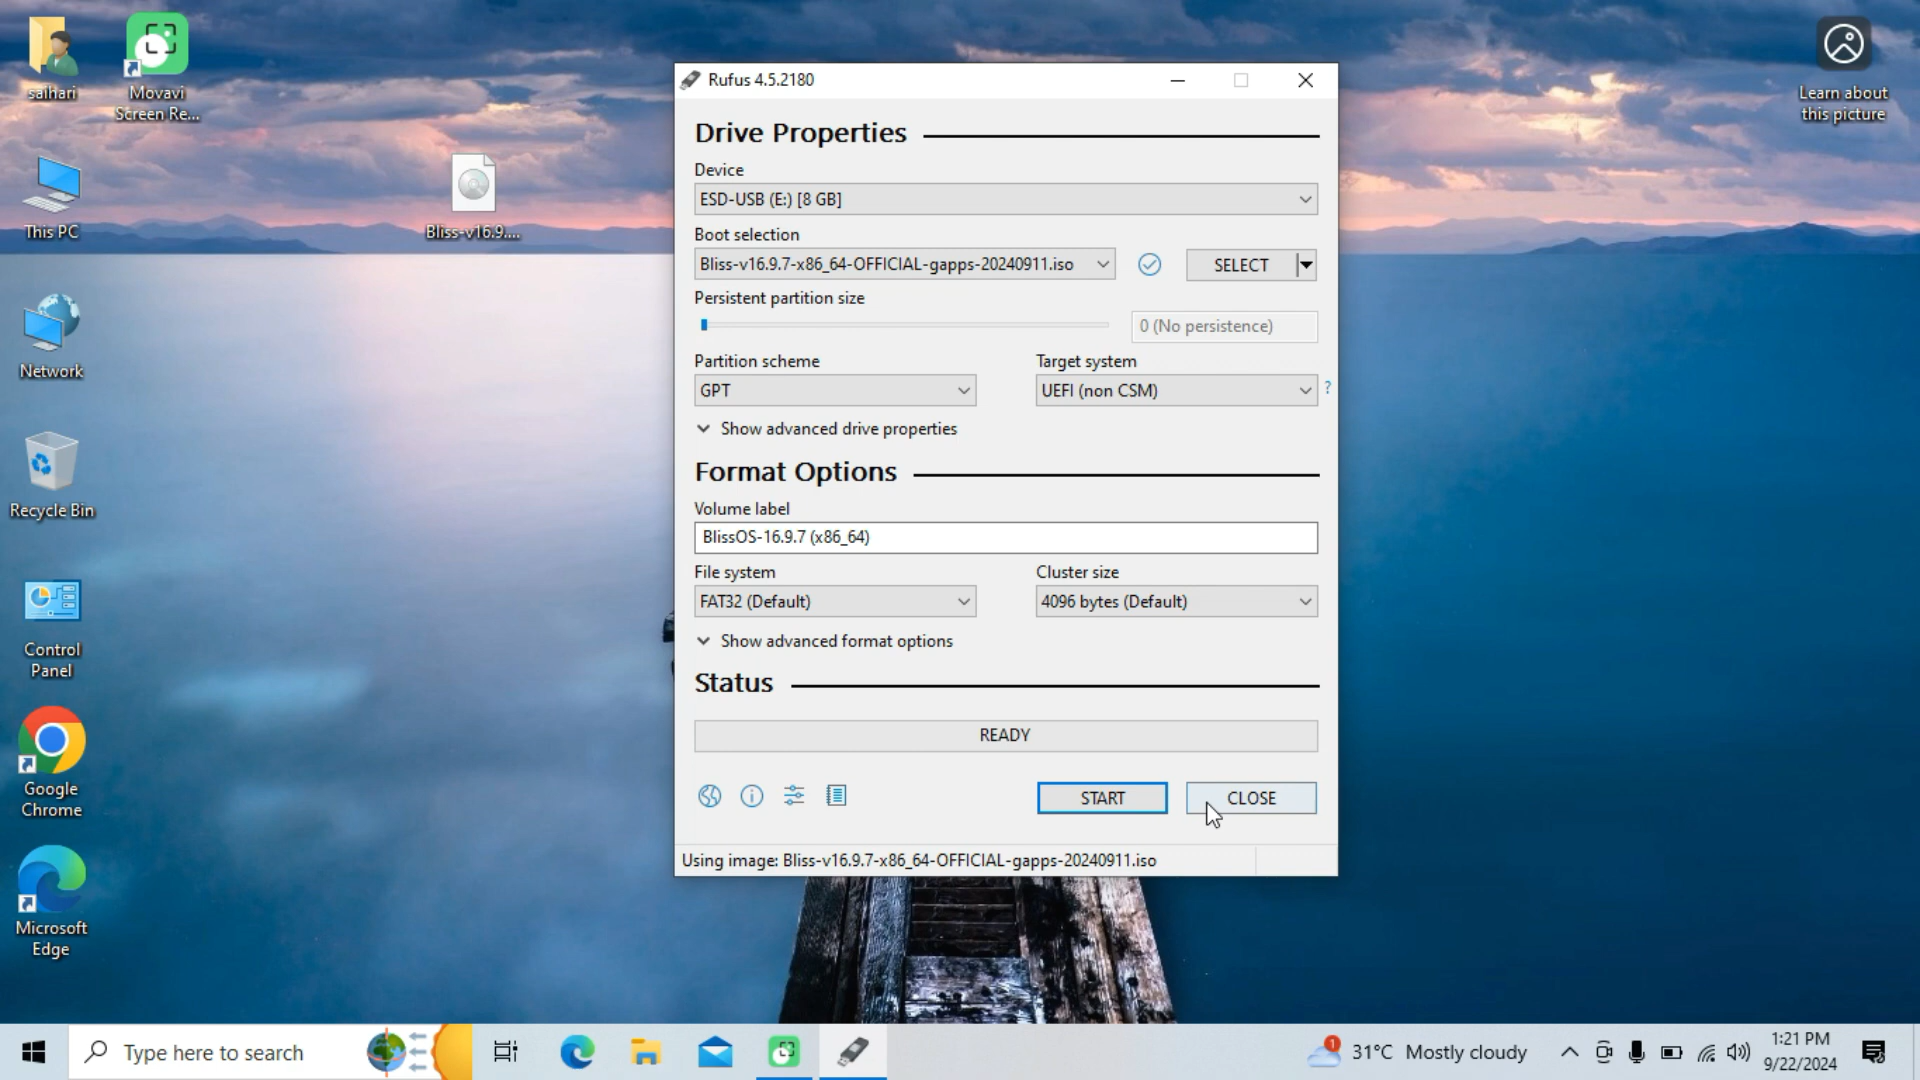 saihari
Movavi
Screen Re...
Learn about
this picture
This PC
Bliss-v16.9....
Network
Recycle Bin
Control
Panel
Google
Chrome
Microsoft
Edge
Rufus 4.5.2180
Drive Properties
Device
ESD-USB (E:) [8 GB]
Boot selection
Bliss-v16.9.7-x86_64-OFFICIAL-gapps-20240911.iso
SELECT
Persistent partition size
0 (No persistence)
Partition scheme
Target system
GPT
UEFI (non CSM)
?
Show advanced drive properties
Format Options
Volume label
BlissOS-16.9.7 (x86_64)
File system
Cluster size
FAT32 (Default)
4096 bytes (Default)
Show advanced format options
Status
READY
START
CLOSE
Using image: Bliss-v16.9.7-x86_64-OFFICIAL-gapps-20240911.iso
Type here to search
1
31°C Mostly cloudy
1:21 PM
9/22/2024